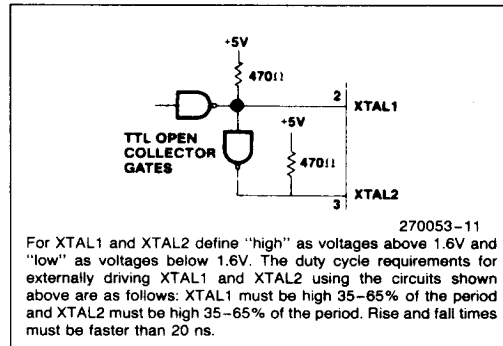 +5V
470Ω
2
XTAL1
TTL OPEN
COLLECTOR
GATES
+5V
470Ω
XTAL2
3
270053-11
For XTAL1 and XTAL2 define "high" as voltages above 1.6V and
"low" as voltages below 1.6V. The duty cycle requirements for
externally driving XTAL1 and XTAL2 using the circuits shown
above are as follows: XTAL1 must be high 35–65% of the period
and XTAL2 must be high 35–65% of the period. Rise and fall times
must be faster than 20 ns.